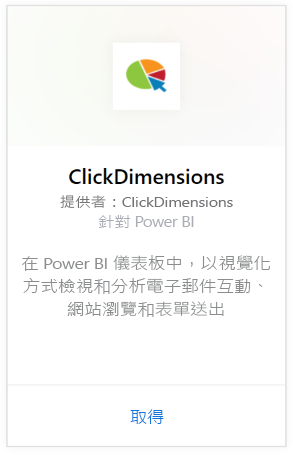 ClickDimensions
提供者：ClickDimensions
針對 Power BI
在 Power BI 儀表板中，以視覺化
方式檢視和分析電子郵件互動、
網站瀏覽和表單送出
取得